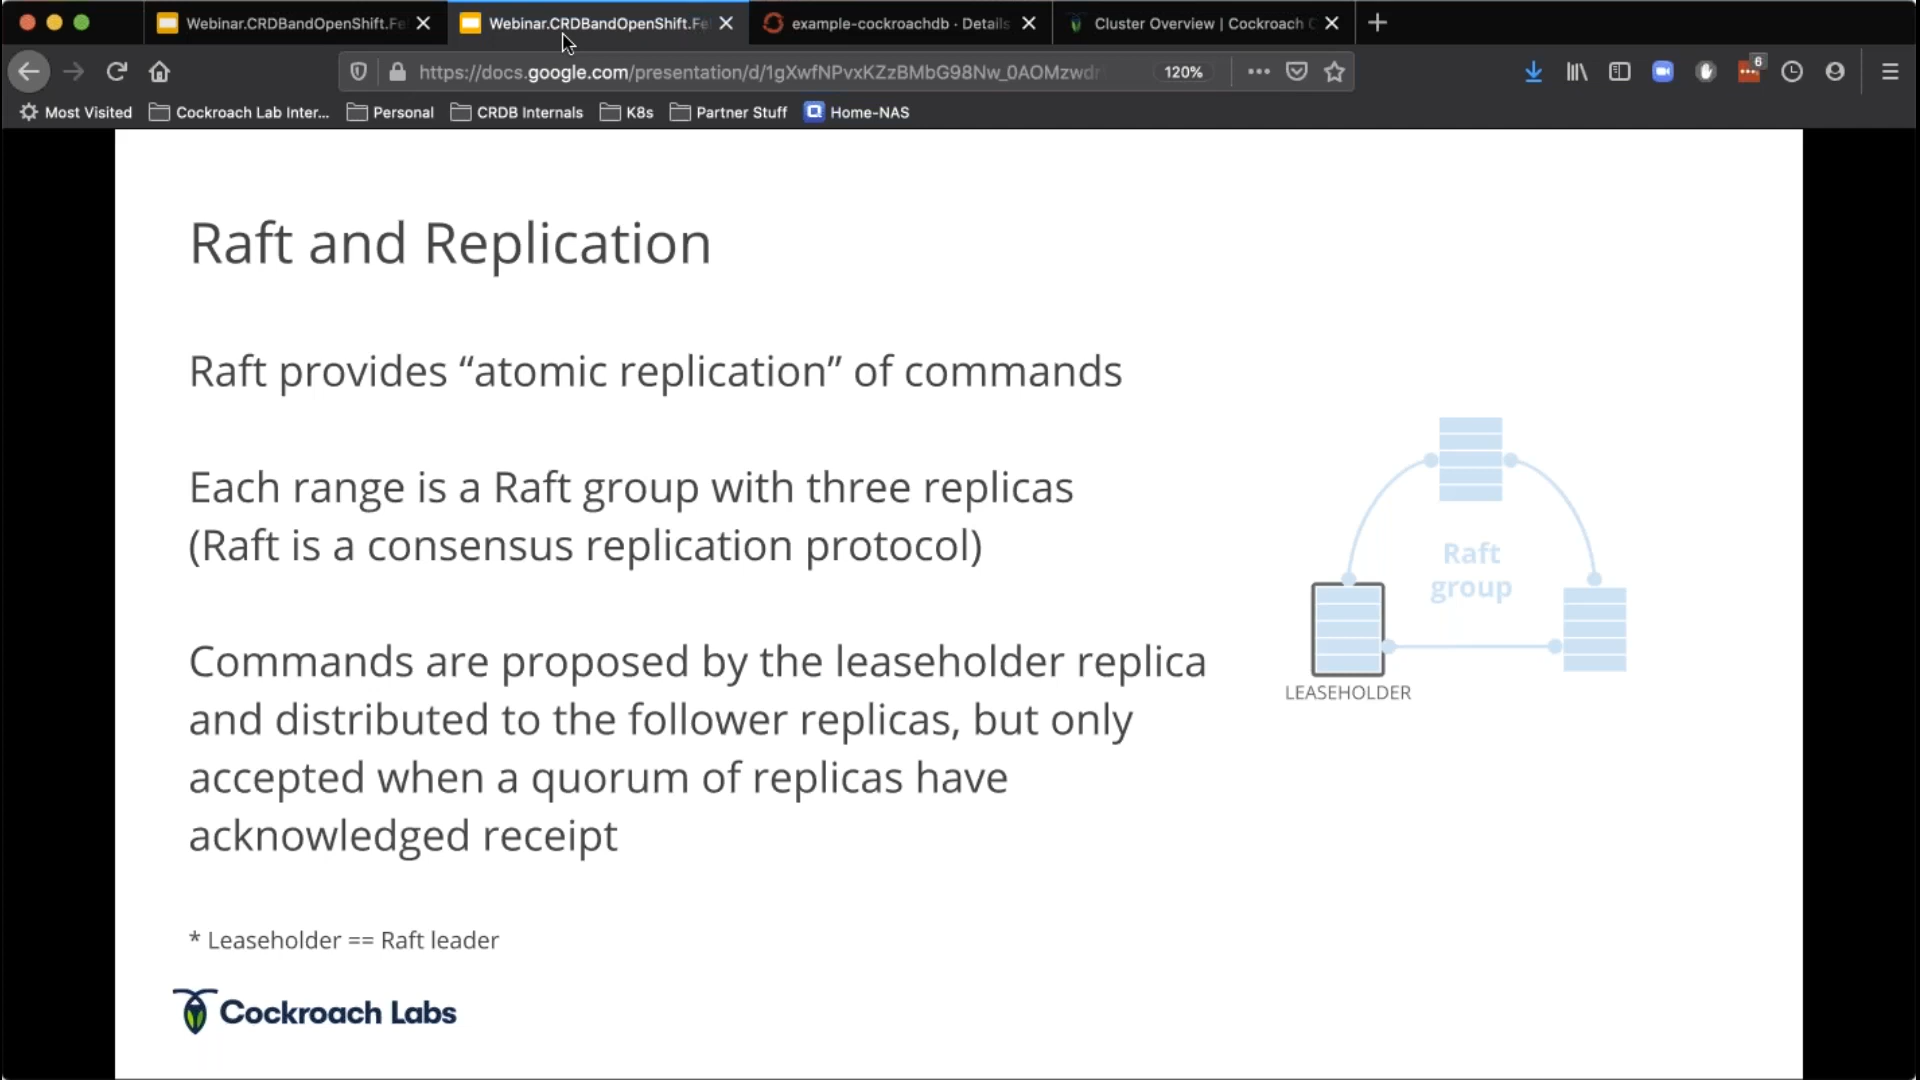 Webinar.CRDBandOpenShift.Fe
Webinar.CRDBandOpenShift.Fe
example-cockroachdb · Details
Cluster Overview | Cockroach C
https://docs.google.com/presentation/d/1gXwfNPvxKZzBMbG98Nw_0AOMzwdr
120%
6
Most Visited
Cockroach Lab Inter...
Personal
CRDB Internals
K8s
Partner Stuff
Home-NAS
Raft and Replication
Raft provides “atomic replication” of commands
Each range is a Raft group with three replicas
(Raft is a consensus replication protocol)
Commands are proposed by the leaseholder replica
and distributed to the follower replicas, but only
accepted when a quorum of replicas have
acknowledged receipt
* Leaseholder == Raft leader
Raft
group
LEASEHOLDER
Cockroach Labs